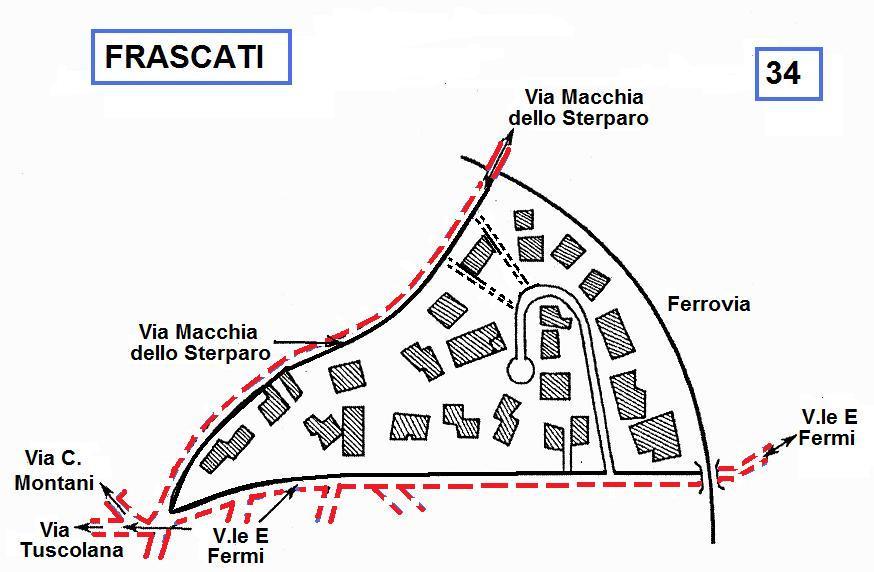 FRASCATI
34
Via Macchia
dello Sterparo
Ferrovia
Via Macchia
dello Sterparo
V.le E
Fermi
Via C.
Montani
Via
Tuscolana
V.le E
Fermi